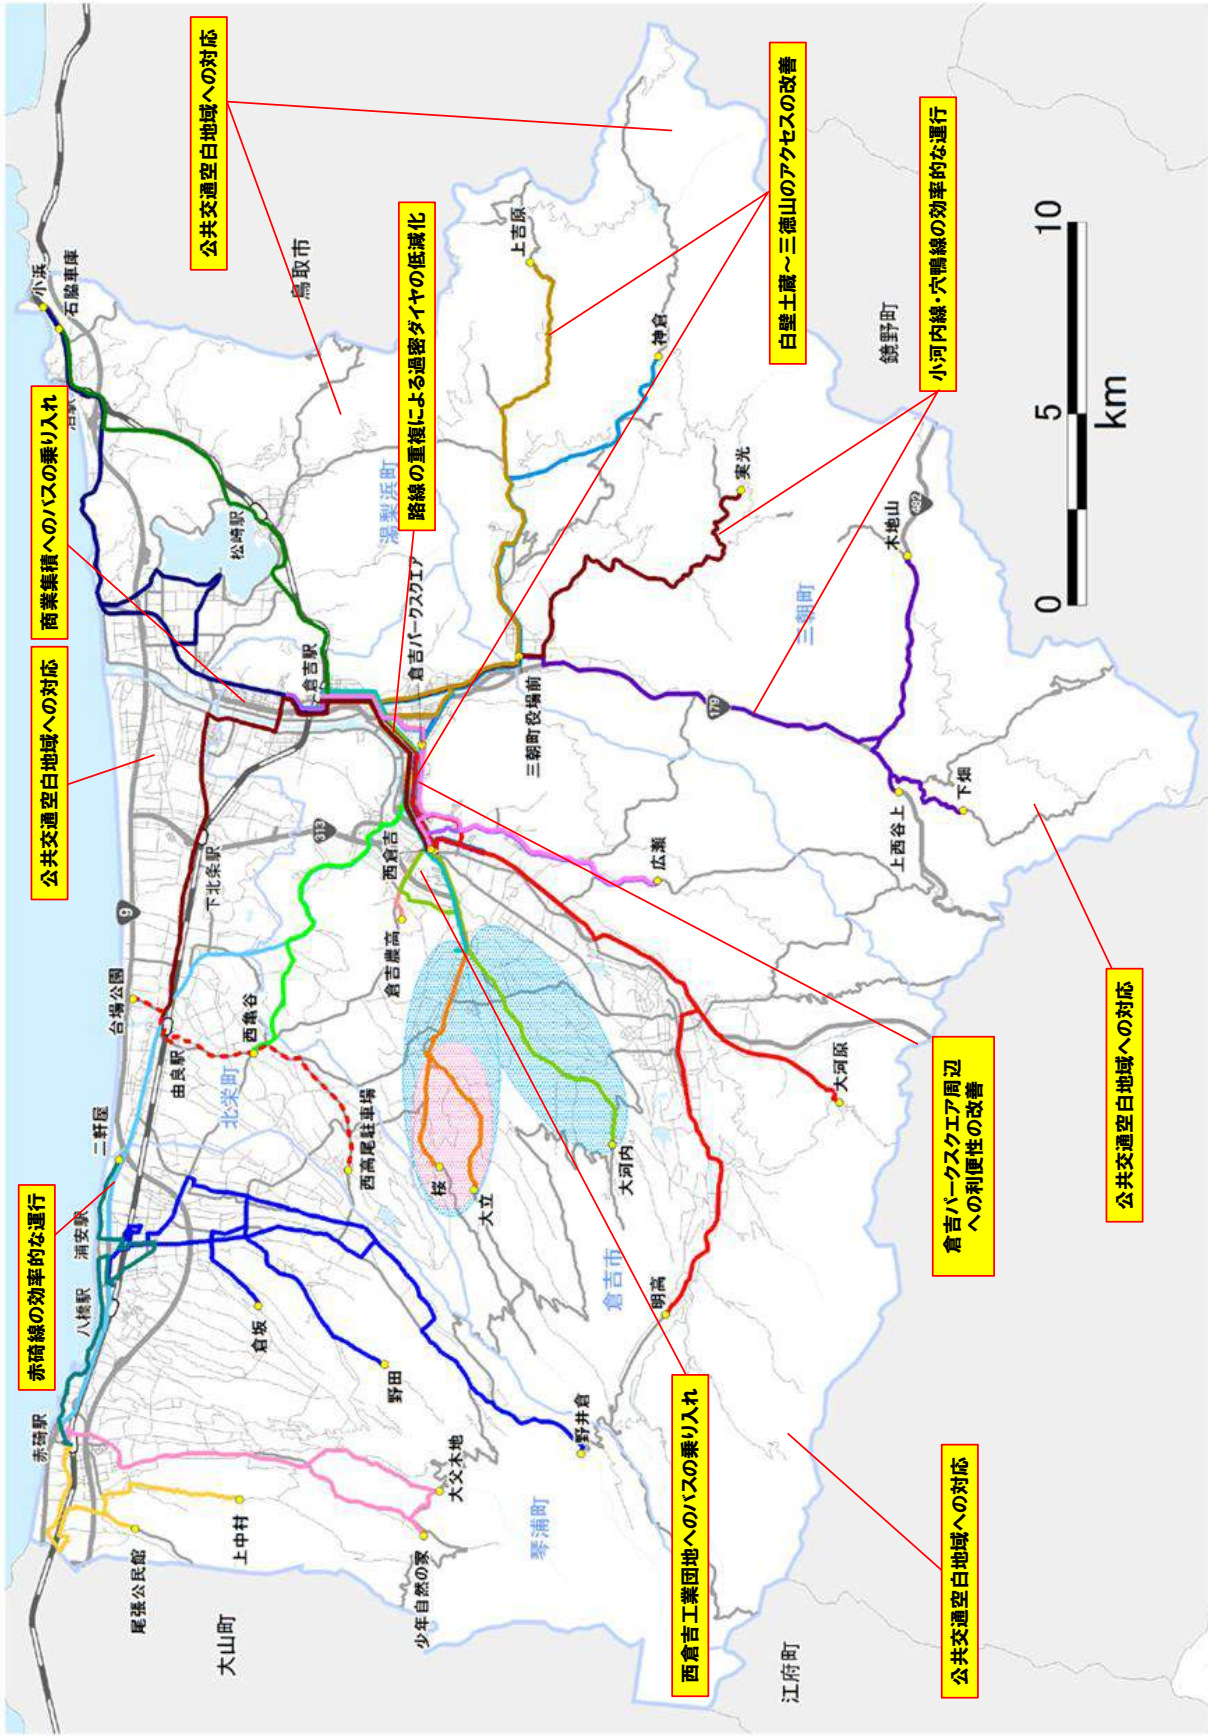 赤碕線の効率的な運行
公共交通空白地域への対応
商業集積へのバスの乗り入れ
公共交通空白地域への対応
路線の重複による過密ダイヤの低減化
白壁土蔵～三徳山のアクセスの改善
小河内線・穴鴨線の効率的な運行
西倉吉工業団地へのバスの乗り入れ
公共交通空白地域への対応
倉吉パークスクエア周辺
への利便性の改善
公共交通空白地域への対応
赤碕駅
八橋駅
浦安駅
二軒屋
台場公園
由良駅
下北条駅
倉吉駅
松崎駅
泊駅
石脇車庫
小浜
鳥取市
湯梨浜町
北栄町
西亀谷
西高尾駐車場
倉吉農高
西倉吉
倉吉パークスクエア
三朝町役場前
上吉原
神倉
実光
木地山
三朝町
鏡野町
広瀬
上西谷上
下畑
大河原
大河内
桜
大立
倉吉市
明高
野井倉
野田
倉坂
大父木地
少年自然の家
上中村
尾張公民館
琴浦町
大山町
江府町
9
313
179
482
0
5
10
km